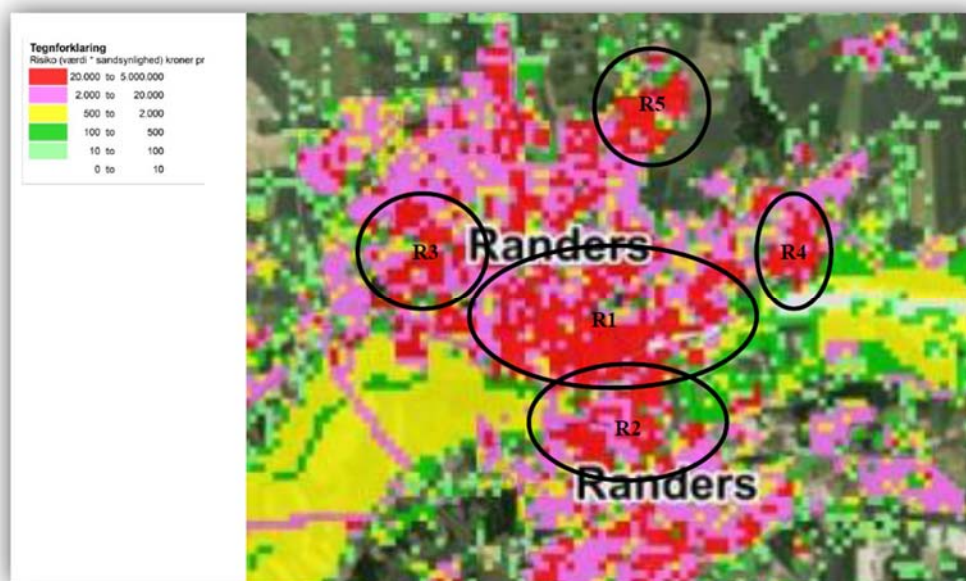 Tegnforklaring
Risiko (værdi * sandsynlighed) kroner pr
20.000 to 5.000.000
2.000 to 20.000
500 to 2.000
100 to 500
10 to 100
0 to 10
R5
R3
Randers
R4
R1
R2
Randers